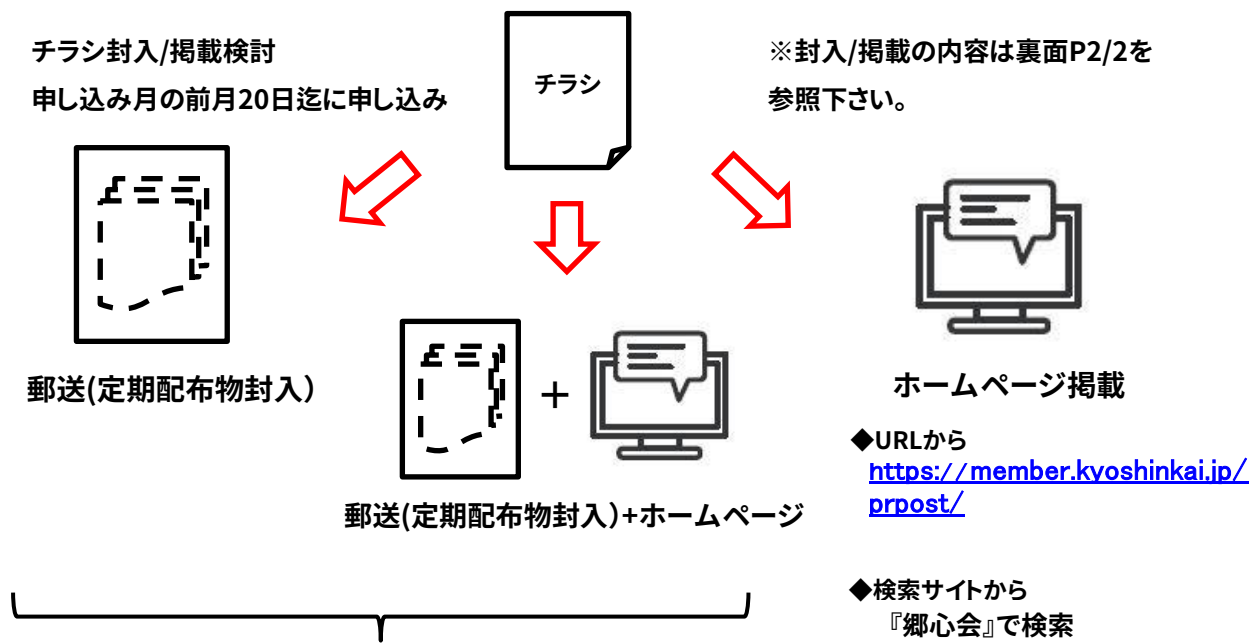 チラシ封入/掲載検討
申し込み月の前月20日迄に申し込み
チラシ
※封入/掲載の内容は裏面P2/2を
参照下さい。
郵送(定期配布物封入）
+
郵送(定期配布物封入）+ホームページ
ホームページ掲載
◆URLから
https://member.kyoshinkai.jp/
prpost/
◆検索サイトから
『郷心会』で検索